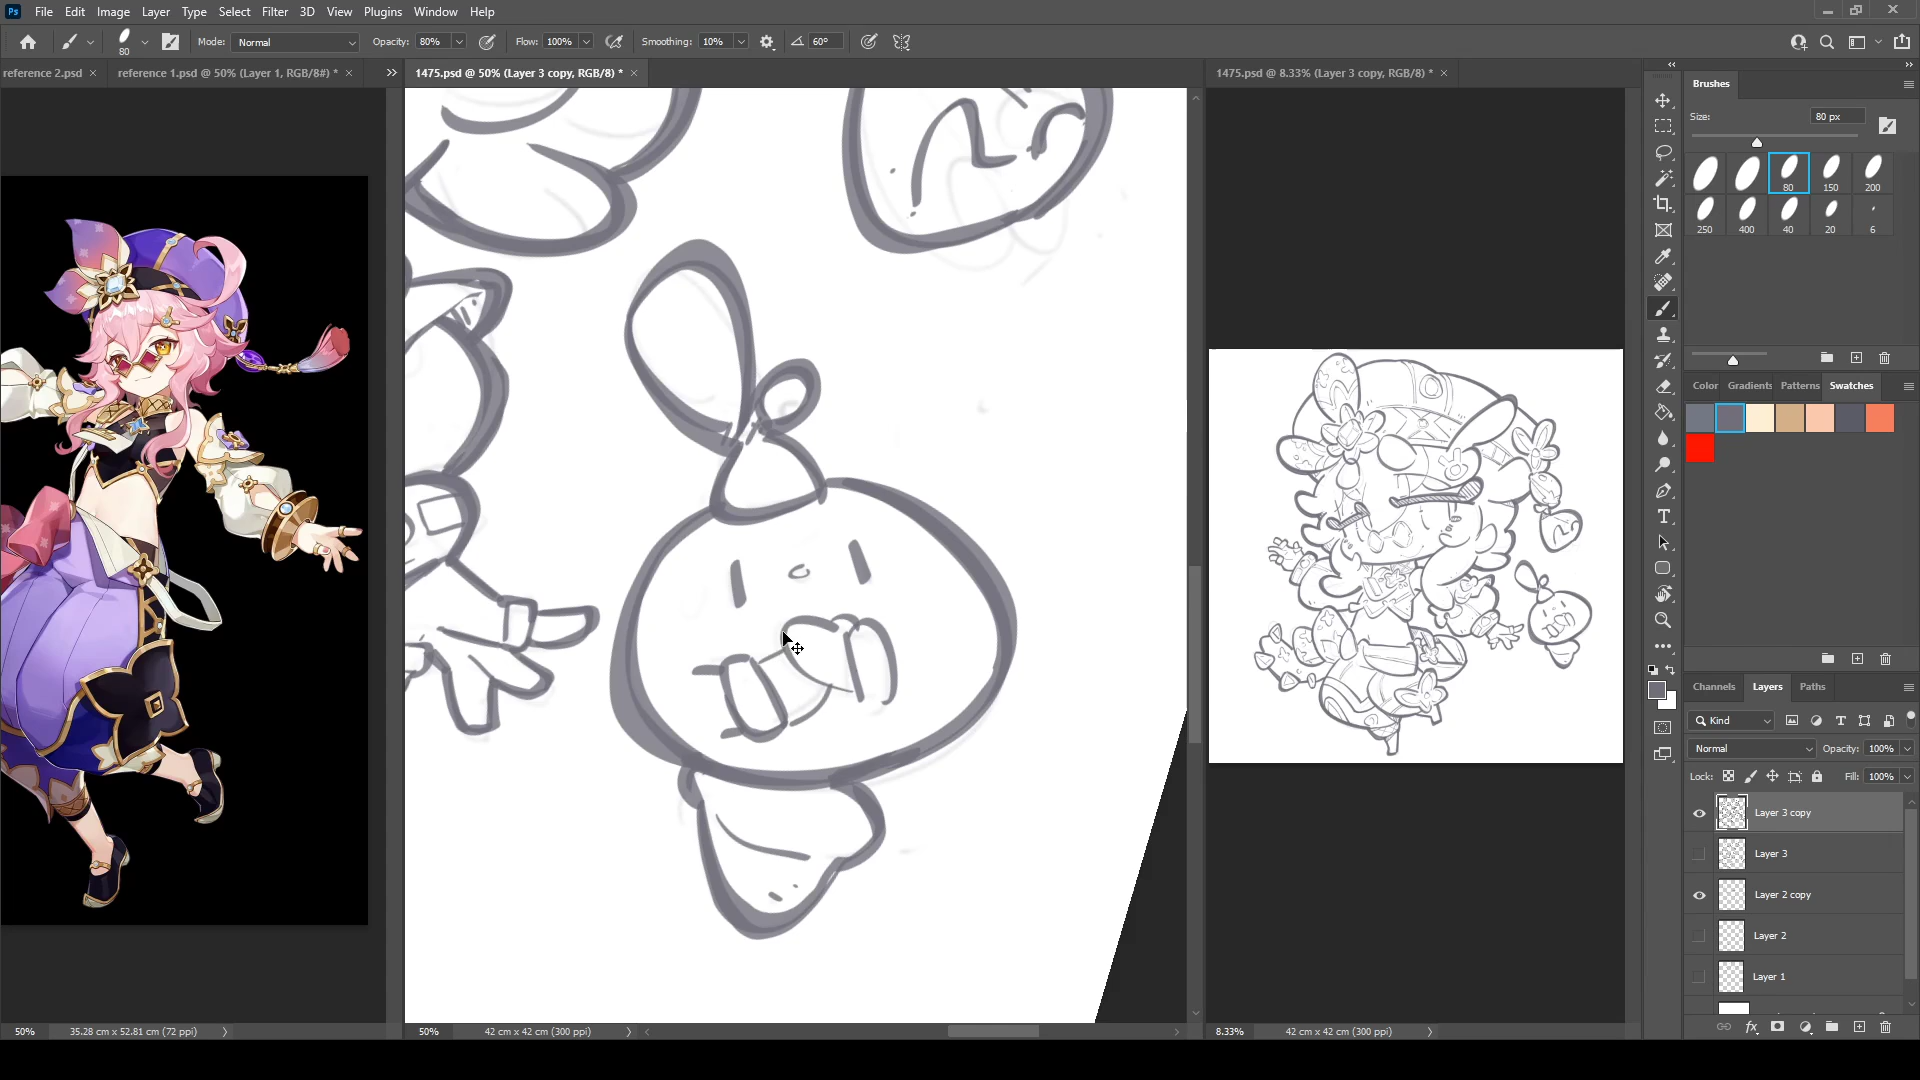 Ps File Edit Image Layer Type Select Filter 3D View Plugins Window Help
80 Mode: Normal Opacity: 80% Flow: 100% Smoothing: 10% 60°
reference 2.psd × reference 1.psd @ 50% (Layer 1, RGB/8#) * × 1475.psd @ 50% (Layer 3 copy, RGB/8) * × 1475.psd @ 8.33% (Layer 3 copy, RGB/8) * ×
Brushes
Size: 80 px
80 150 200
250 400 40 20 6
Color Gradients Patterns Swatches
Channels Layers Paths
Kind
Normal Opacity: 100%
Lock: Fill: 100%
Layer 3 copy
Layer 3
Layer 2 copy
Layer 2
Layer 1
50% 35.28 cm x 52.81 cm (72 ppi) 50% 42 cm x 42 cm (300 ppi) 8.33% 42 cm x 42 cm (300 ppi)